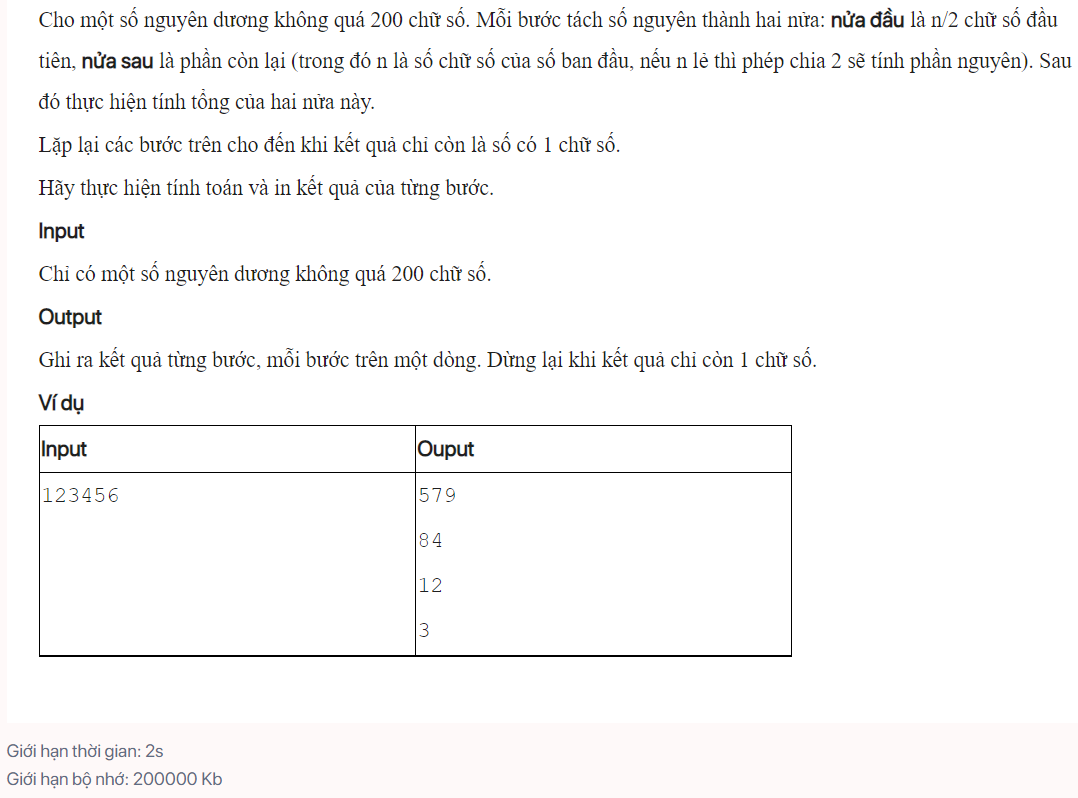 Cho một số nguyên dương không quá 200 chữ số. Mỗi bước tách số nguyên thành hai nửa: nửa đầu là n/2 chữ số đầu
tiên, nửa sau là phần còn lại (trong đó n là số chữ số của số ban đầu, nếu n lẻ thì phép chia 2 sẽ tính phần nguyên). Sau
đó thực hiện tính tổng của hai nửa này.
Lặp lại các bước trên cho đến khi kết quả chỉ còn là số có 1 chữ số.
Hãy thực hiện tính toán và in kết quả của từng bước.
Input
Chỉ có một số nguyên dương không quá 200 chữ số.
Output
Ghi ra kết quả từng bước, mỗi bước trên một dòng. Dừng lại khi kết quả chỉ còn 1 chữ số.
Ví dụ
Input Ouput
123456 579
84
12
3
Giới hạn thời gian: 2s
Giới hạn bộ nhớ: 200000 Kb